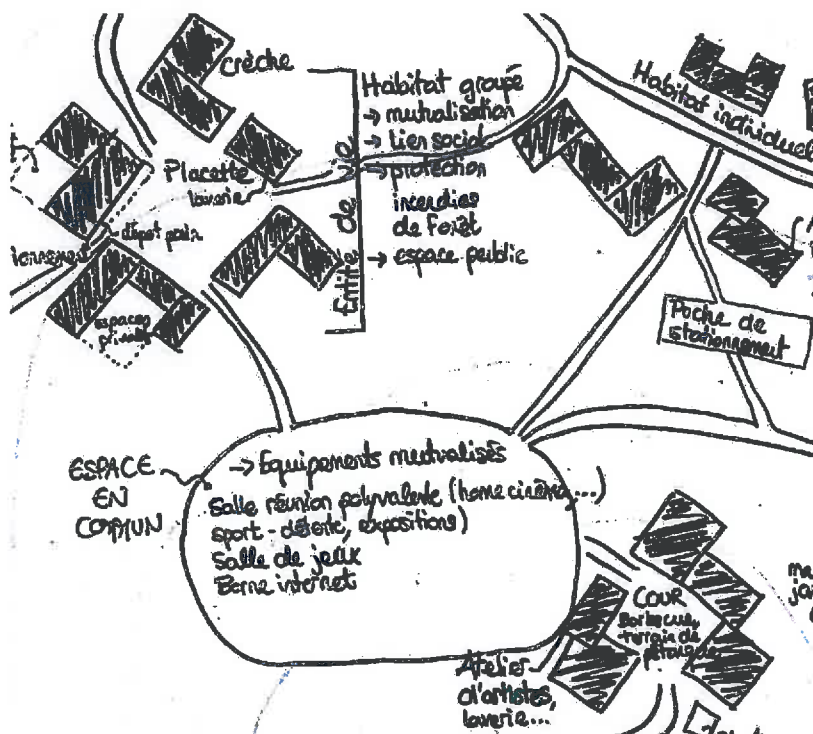 crèche
Habitat groupé
→ mutualisation
→ lien social
→ protection
incendies
de Forêt
→ espace public
Entité de vie
Habitat individuel
Placette
laverie
dépôt pain
espaces
privés
Poche de
stationnement
ESPACE
EN
COMMUN
→ Equipements mutualisés
Salle réunion polyvalente (home cinéma,...)
sport - détente, expositions)
Salle de jeux
Borne internet
COUR
Barbecue,
terrain de
pétanque
Atelier
d'artistes,
laverie...